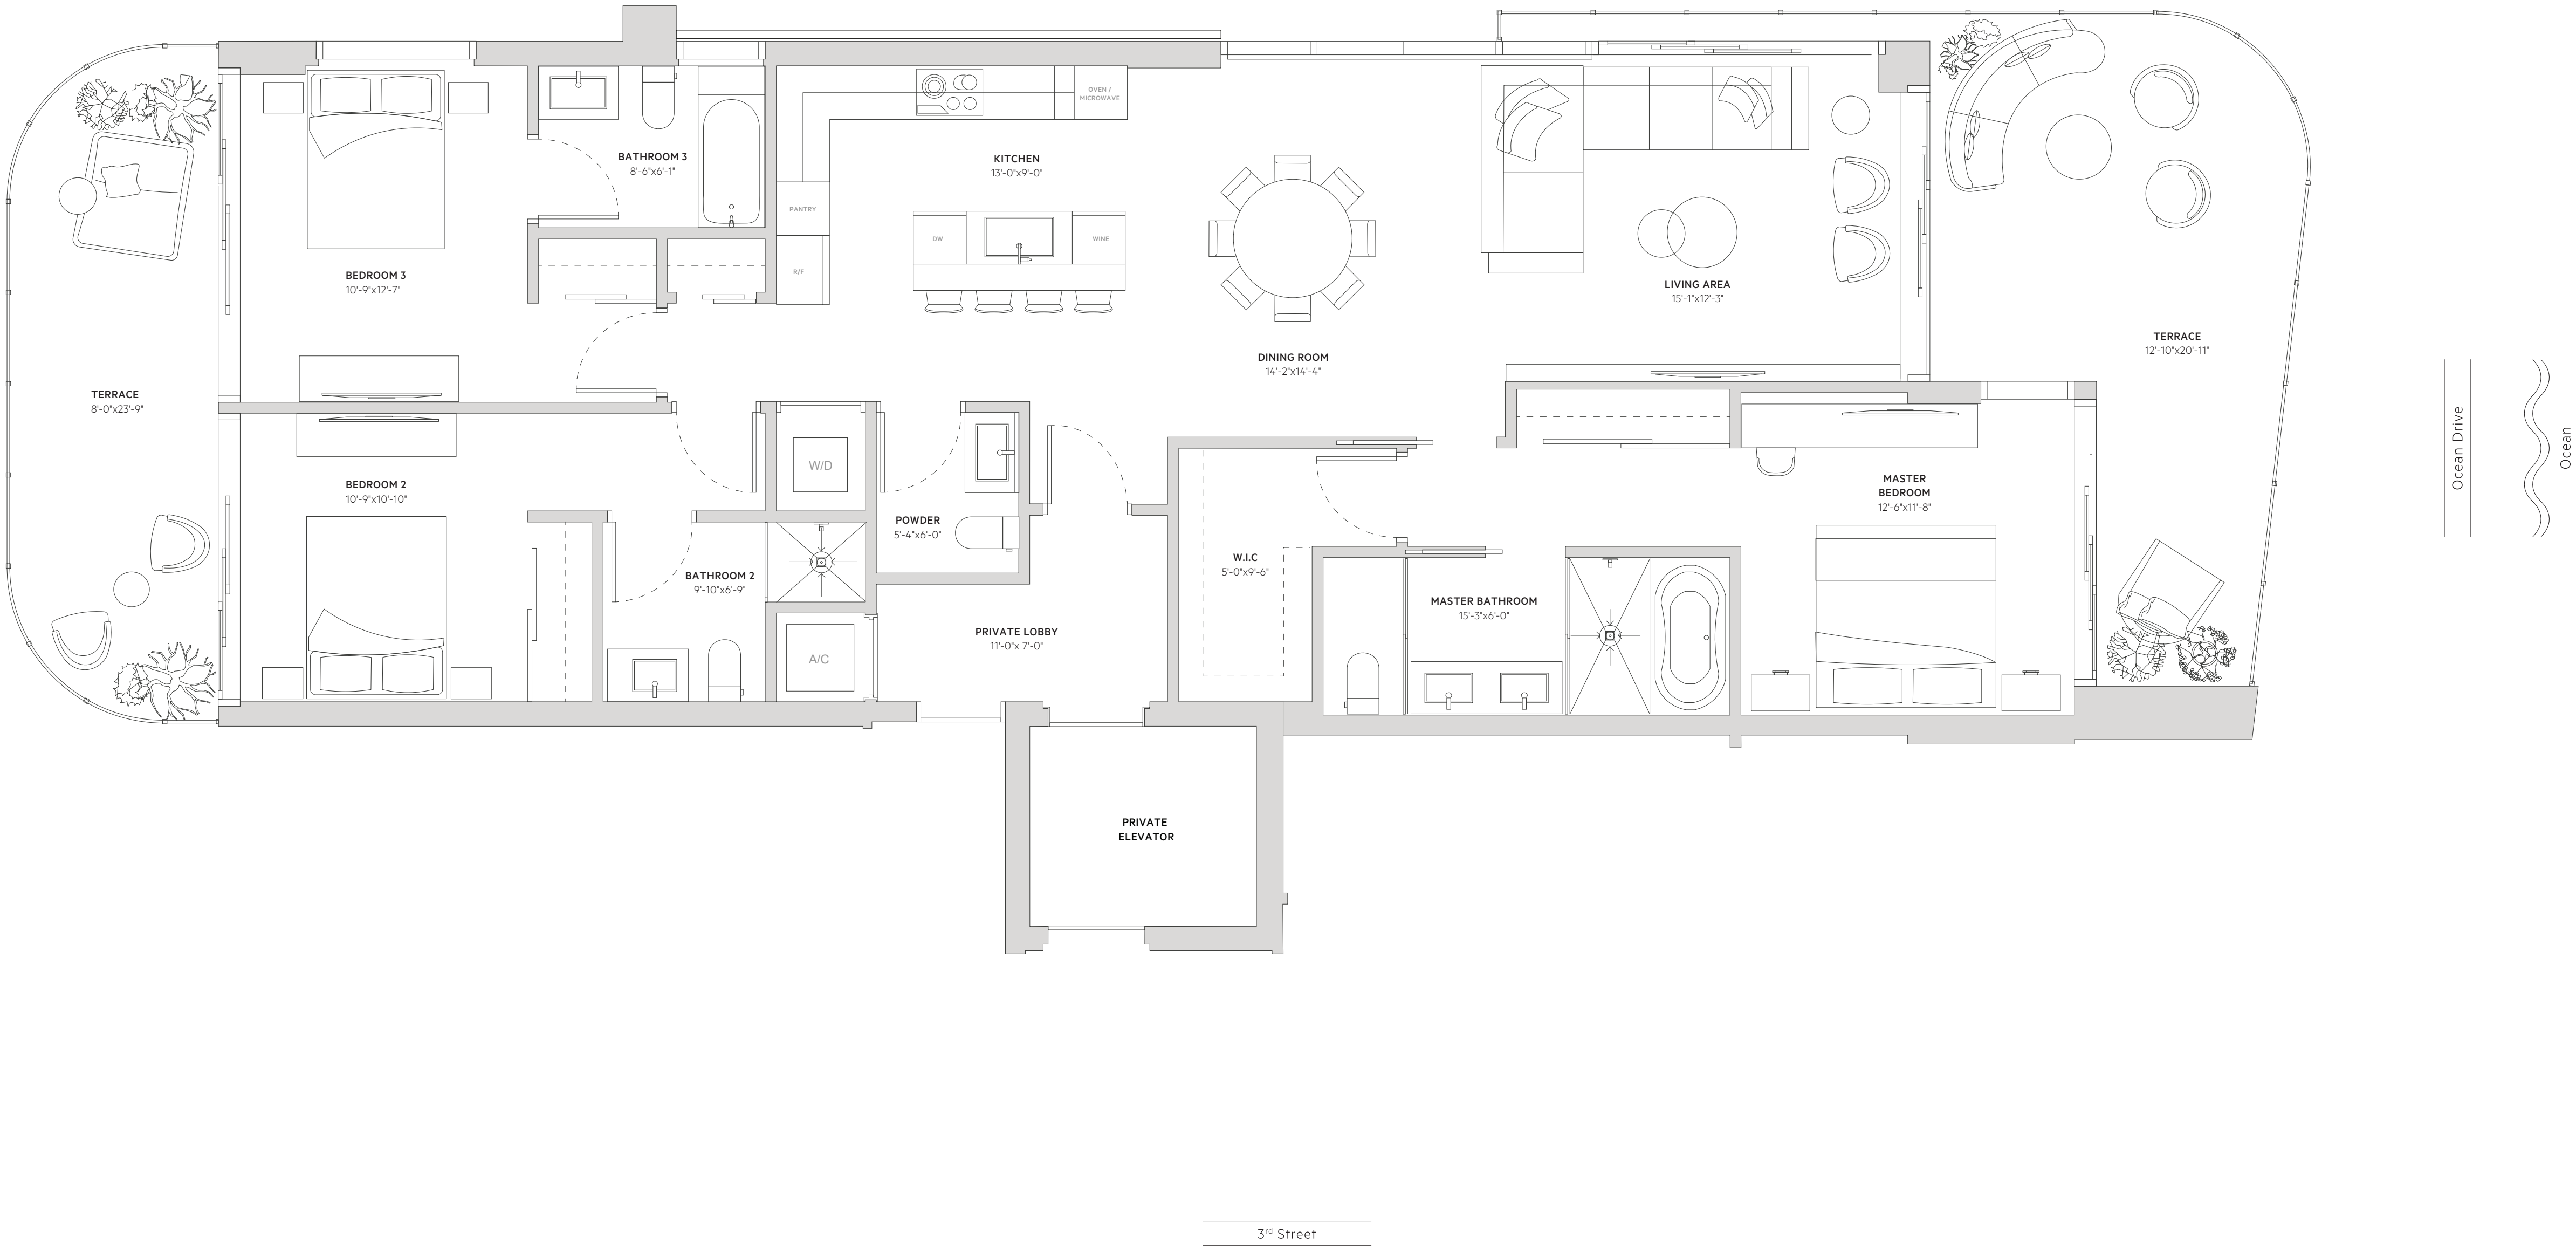 OVEN /
MICROWAVE
BATHROOM 3
8'-6"x6'-1"
KITCHEN
13'-0"x9'-0"
PANTRY
DW
WINE
R/F
BEDROOM 3
10'-9"x12'-7"
LIVING AREA
15'-1"x12'-3"
DINING ROOM
14'-2"x14'-4"
TERRACE
12'-10"x20'-11"
TERRACE
8'-0"x23'-9"
Ocean Drive
Ocean
BEDROOM 2
10'-9"x10'-10"
W/D
POWDER
5'-4"x6'-0"
MASTER
BEDROOM
12'-6"x11'-8"
W.I.C
5'-0"x9'-6"
BATHROOM 2
9'-10"x6'-9"
MASTER BATHROOM
15'-3"x6'-0"
PRIVATE LOBBY
11'-0"x 7'-0"
A/C
PRIVATE
ELEVATOR
3rd Street